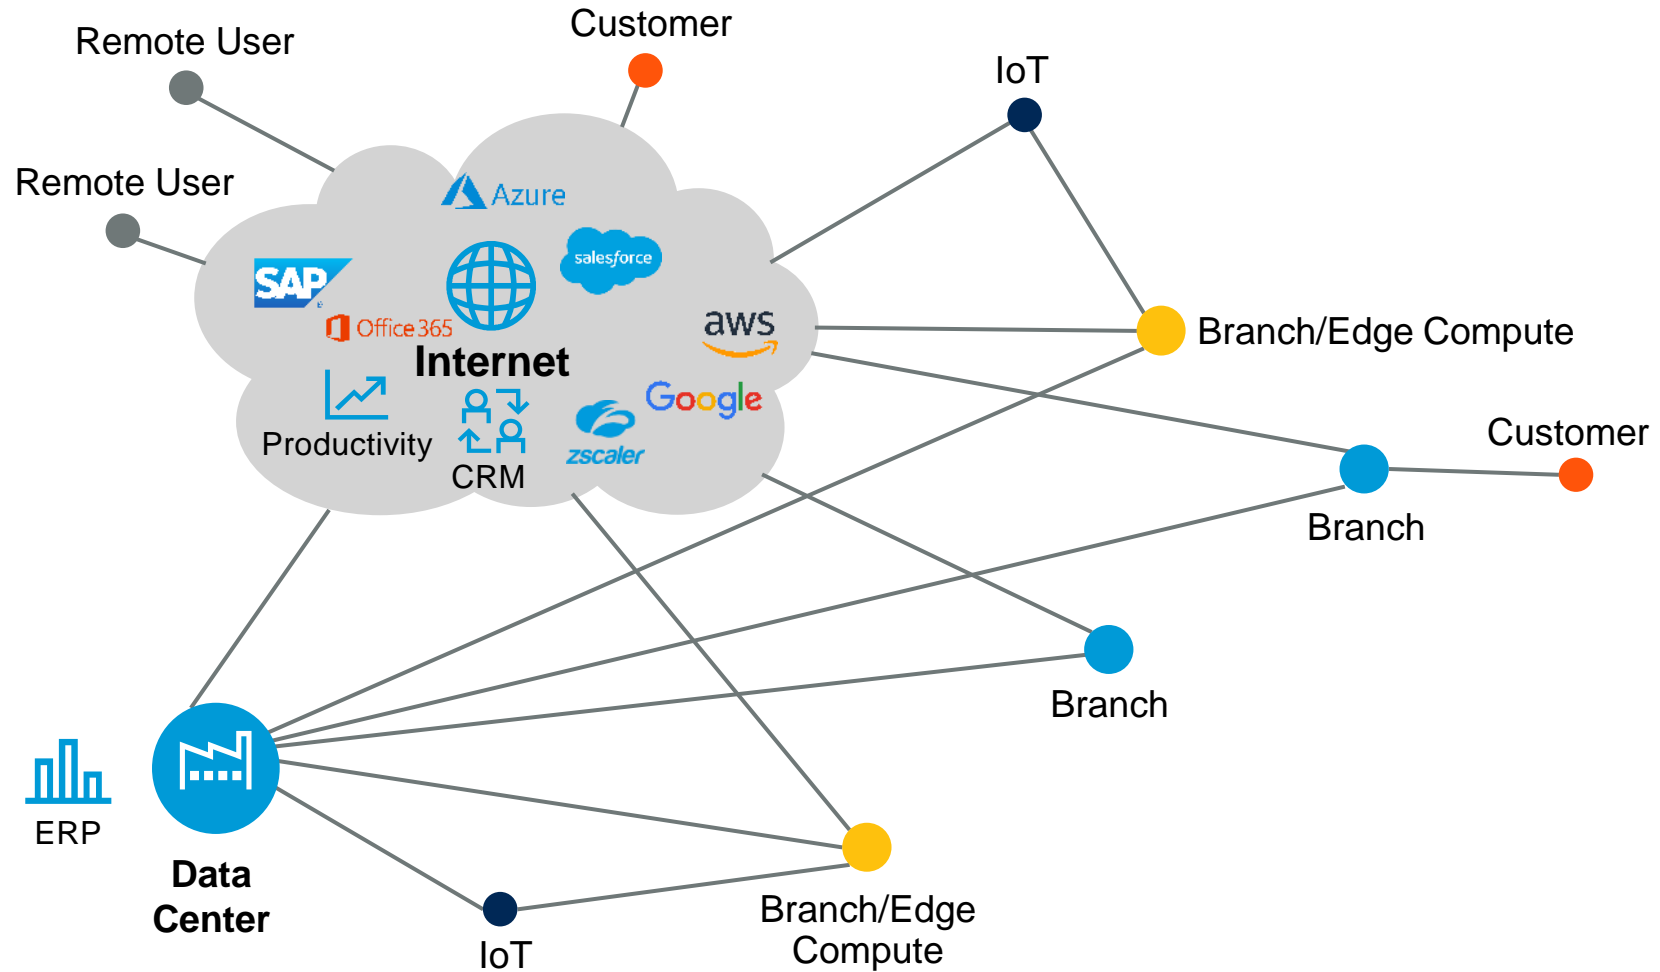 Customer
Remote User
IoT
Remote User
Azure
salesforce
SAP
Office 365
aws
Internet
Branch/Edge Compute
Google
Productivity
zscaler
CRM
Customer
Branch
Branch
ERP
Data
Center
Branch/Edge
Compute
IoT